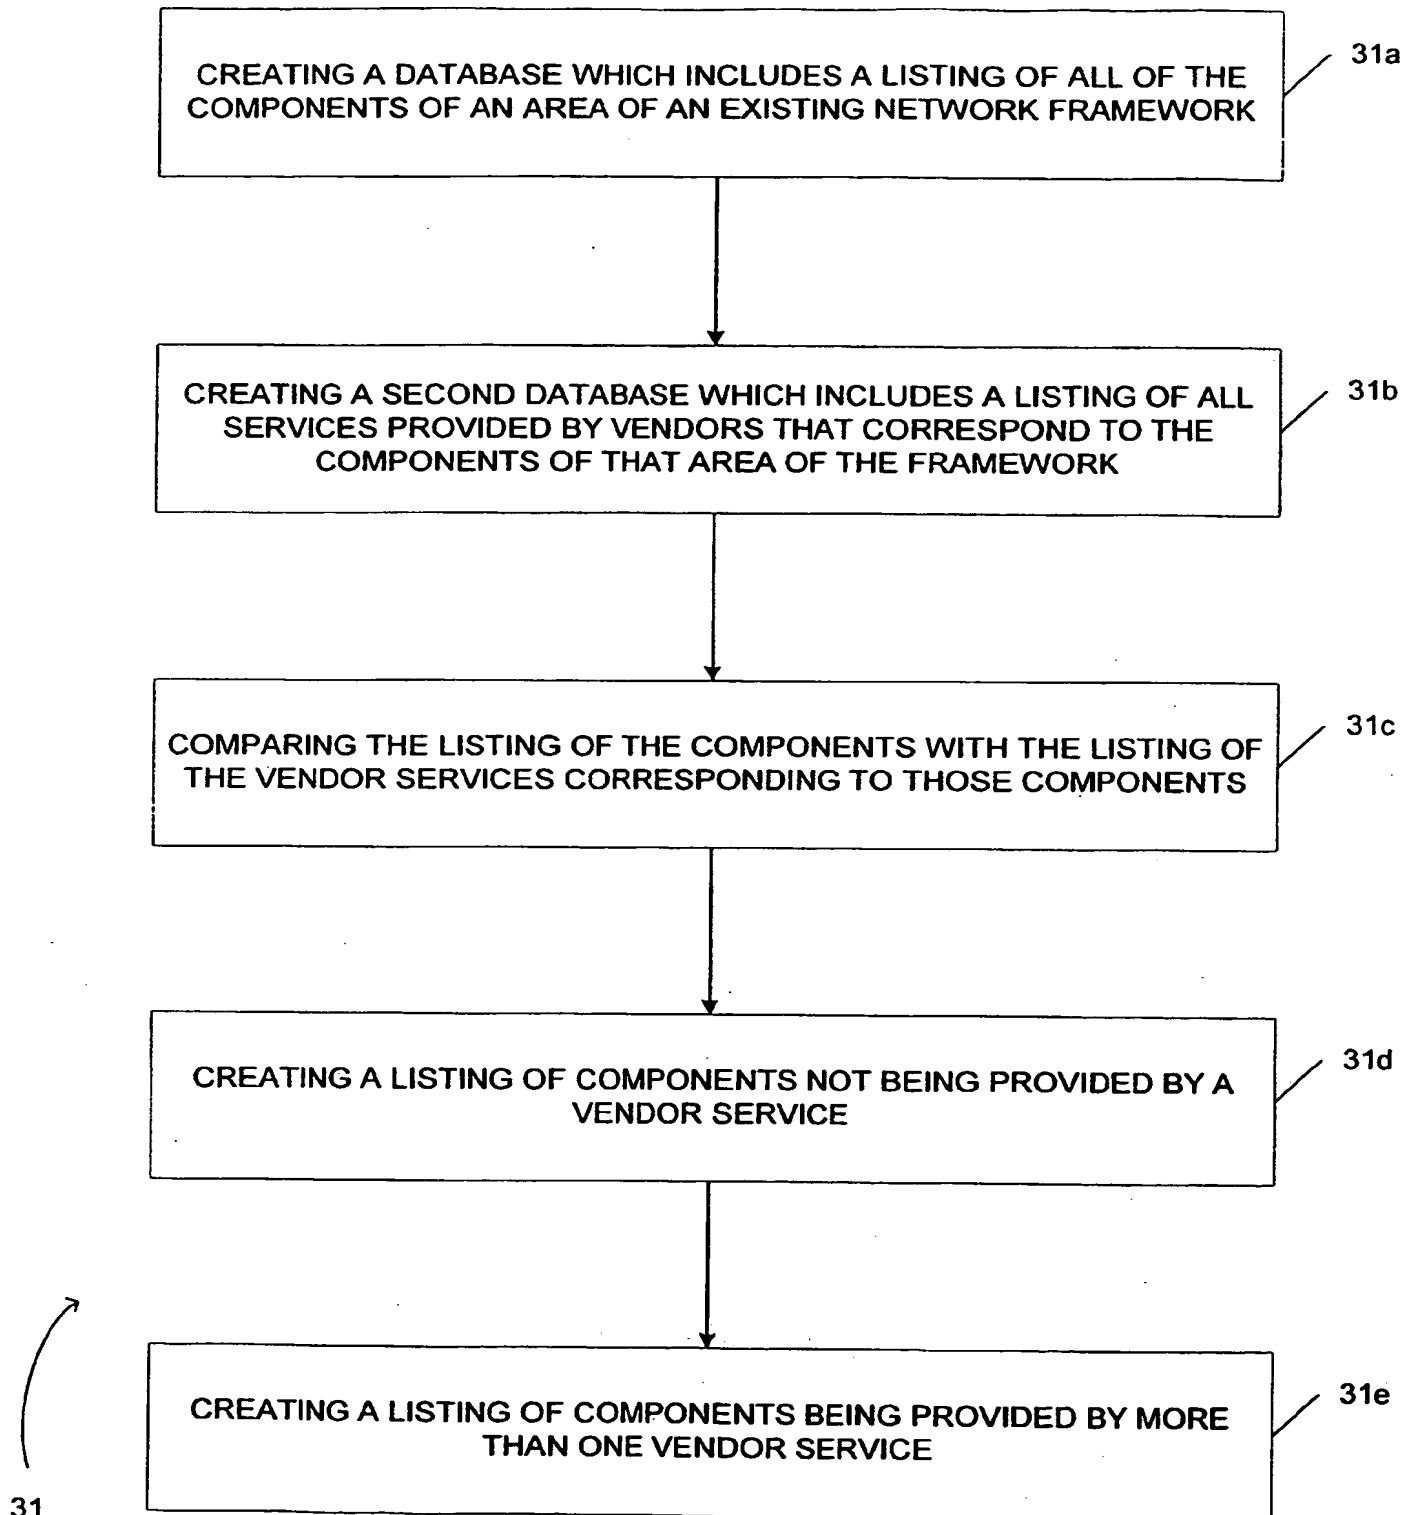 CREATING A DATABASE WHICH INCLUDES A LISTING OF ALL OF THE
COMPONENTS OF AN AREA OF AN EXISTING NETWORK FRAMEWORK
31a
CREATING A SECOND DATABASE WHICH INCLUDES A LISTING OF ALL
SERVICES PROVIDED BY VENDORS THAT CORRESPOND TO THE
COMPONENTS OF THAT AREA OF THE FRAMEWORK
31b
COMPARING THE LISTING OF THE COMPONENTS WITH THE LISTING OF
THE VENDOR SERVICES CORRESPONDING TO THOSE COMPONENTS
31c
CREATING A LISTING OF COMPONENTS NOT BEING PROVIDED BY A
VENDOR SERVICE
31d
CREATING A LISTING OF COMPONENTS BEING PROVIDED BY MORE
THAN ONE VENDOR SERVICE
31e
31